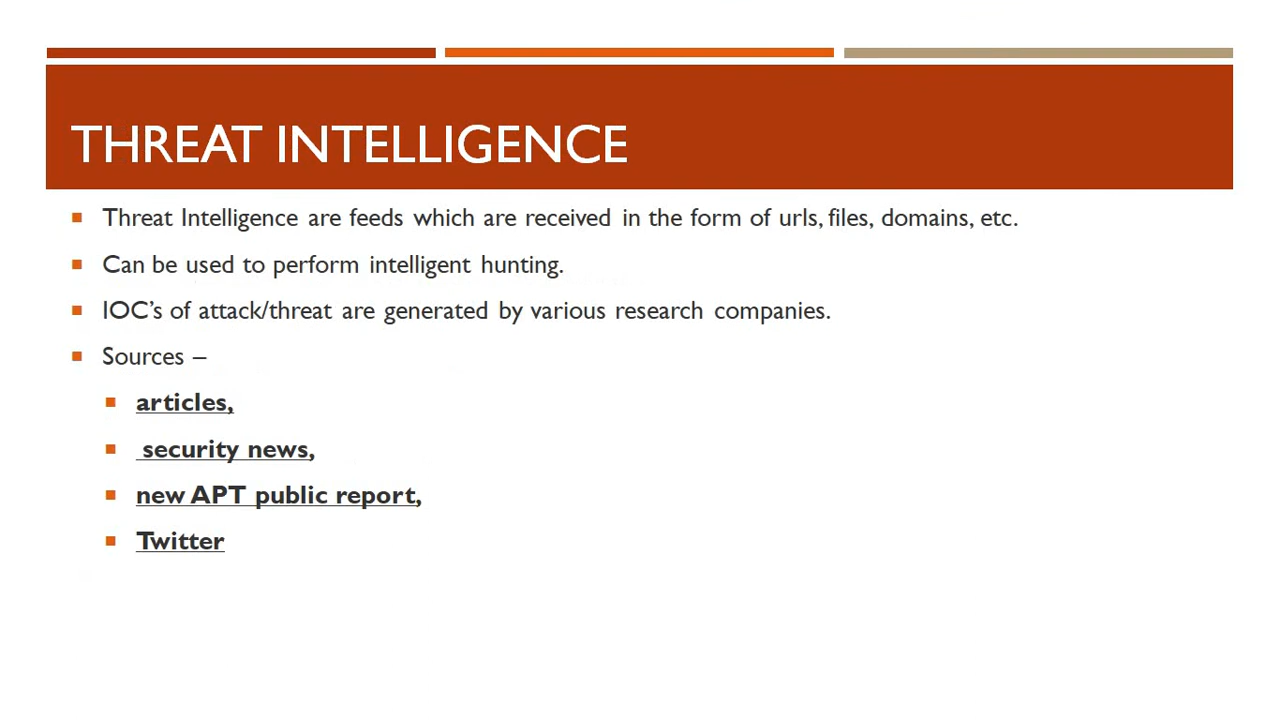 THREAT INTELLIGENCE
Threat Intelligence are feeds which are received in the form of urls, files, domains, etc.
Can be used to perform intelligent hunting.
IOC’s of attack/threat are generated by various research companies.
Sources –
articles,
security news,
new APT public report,
Twitter